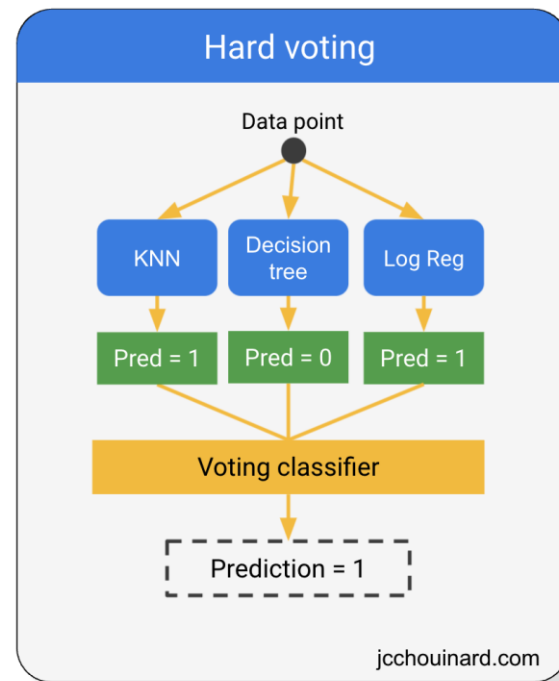 Hard voting
Data point
KNN
Decision
tree
Log Reg
Pred = 1
Pred = 0
Pred = 1
Voting classifier
Prediction = 1
jcchouinard.com